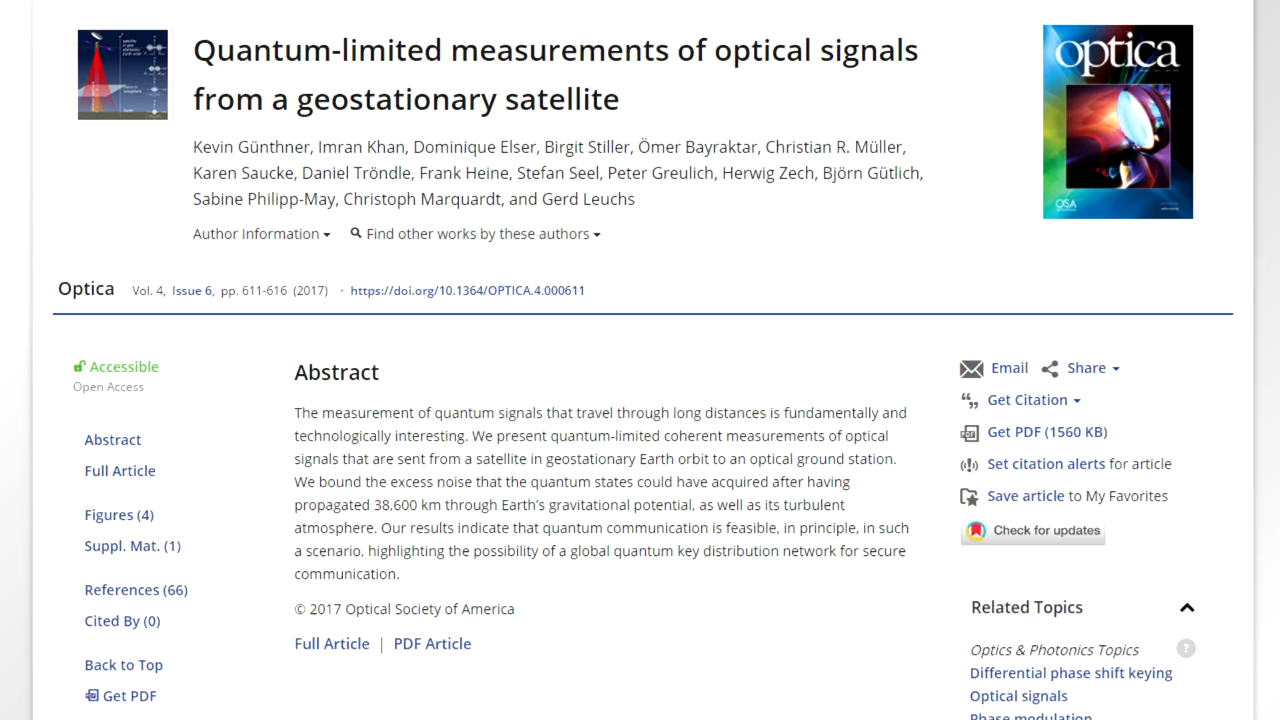 Quantum-limited measurements of optical signals
from a geostationary satellite
optica
Kevin Günthner, Imran Khan, Dominique Elser, Birgit Stiller, Ömer Bayraktar, Christian R. Müller,
Karen Saucke, Daniel Tröndle, Frank Heine, Stefan Seel, Peter Greulich, Herwig Zech, Björn Gütlich,
Sabine Philipp-May, Christoph Marquardt, and Gerd Leuchs
OSA
Author Information Find other works by these authors
Optica Vol. 4, Issue 6, pp. 611-616 (2017) • https://doi.org/10.1364/OPTICA.4.000611
Accessible
Open Access
Abstract
Full Article
Figures (4)
Suppl. Mat. (1)
References (66)
Cited By (0)
Back to Top
Get PDF
Abstract
The measurement of quantum signals that travel through long distances is fundamentally and
technologically interesting. We present quantum-limited coherent measurements of optical
signals that are sent from a satellite in geostationary Earth orbit to an optical ground station.
We bound the excess noise that the quantum states could have acquired after having
propagated 38,600 km through Earth's gravitational potential, as well as its turbulent
atmosphere. Our results indicate that quantum communication is feasible, in principle, in such
a scenario, highlighting the possibility of a global quantum key distribution network for secure
communication.
© 2017 Optical Society of America
Full Article | PDF Article
Email Share
Get Citation
PDF Get PDF (1560 KB)
Set citation alerts for article
Save article to My Favorites
Check for updates
Related Topics
Optics & Photonics Topics ?
Differential phase shift keying
Optical signals
Phase modulation